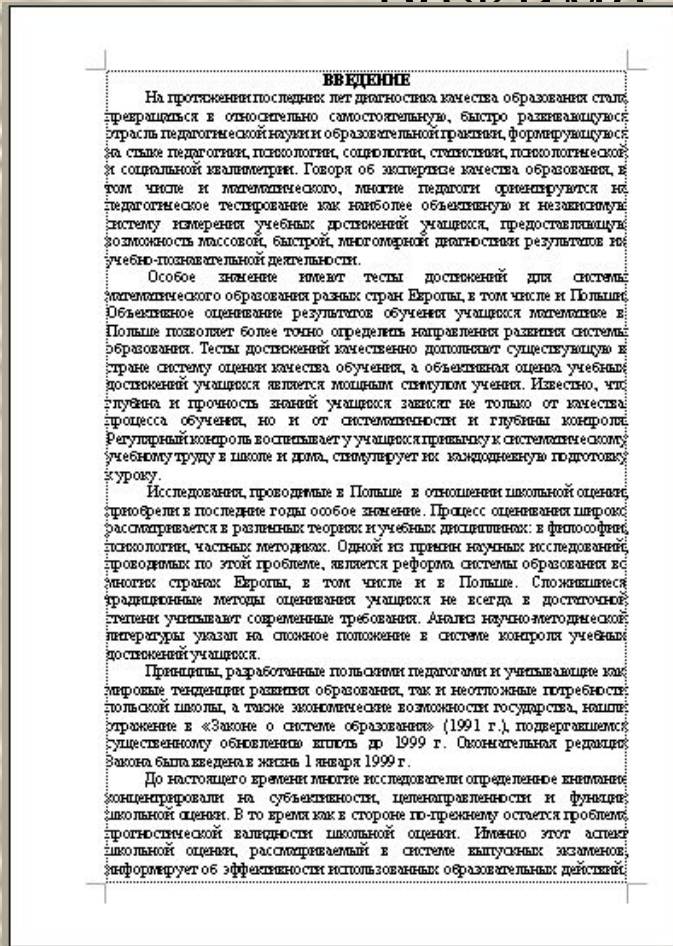 ВВЕДЕНИЕ
На протяжении последних лет диагностика качества образования стала
превращаться в относительно самостоятельную, быстро развивающуюся
отрасль педагогической науки и образовательной практики, формирующуюся
на стыке педагогики, психологии, социологии, статистики, психологической
и социальной квалиметрии. Говоря об экспертизе качества образования, в
том числе и математического, многие педагоги ориентируются на
педагогическое тестирование как наиболее объективную и независимую
систему измерения учебных достижений учащихся, предоставляющую
возможность массовой, быстрой, многомерной диагностики результатов их
учебно-познавательной деятельности.
Особое значение имеют тесты достижений для системы
математического образования разных стран Европы, в том числе и Польши.
Объективное оценивание результатов обучения учащихся математике в
Польше позволяет более точно определить направления развития системы
образования. Тесты достижений качественно дополняют существующую в
стране систему оценки качества обучения, а объективная оценка учебных
достижений учащихся является мощным стимулом учения. Известно, что
глубина и прочность знаний учащихся зависят не только от качества
процесса обучения, но и от систематичности и глубины контроля.
Регулярный контроль воспитывает у учащихся привычку к систематическому
учебному труду в школе и дома, стимулирует их каждодневную подготовку
к уроку.
Исследования, проводимые в Польше в отношении школьной оценки,
приобрели в последние годы особое значение. Процесс оценивания широко
рассматривается в различных теориях и учебных дисциплинах: в философии,
психологии, частных методиках. Одной из причин научных исследований,
проводимых по этой проблеме, является реформа системы образования во
многих странах Европы, в том числе и в Польше. Сложившиеся
традиционные методы оценивания учащихся не всегда в достаточной
степени учитывают современные требования. Анализ научно-методической
литературы указал на сложное положение в системе контроля учебных
достижений учащихся.
Принципы, разработанные польскими педагогами и учитывающие как
мировые тенденции развития образования, так и неотложные потребности
польской школы, а также экономические возможности государства, нашли
отражение в «Законе о системе образования» (1991 г.), подвергавшемся
существенному обновлению вплоть до 1999 г. Окончательная редакция
Закона была введена в жизнь 1 января 1999 г.
До настоящего времени многие исследователи определенное внимание
концентрировали на субъективности, целенаправленности и функции
школьной оценки. В то время как в стороне по-прежнему остается проблема
прогностической валидности школьной оценки. Именно этот аспект
школьной оценки, рассматриваемый в системе выпускных экзаменов,
информирует об эффективности использованных образовательных действий.